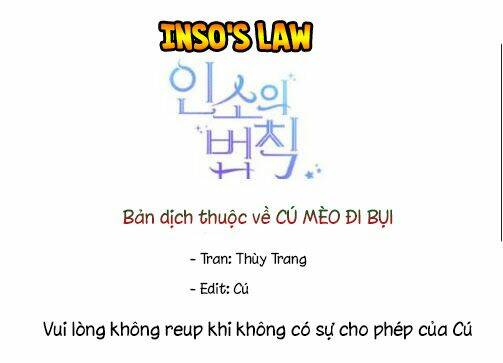 INSO'S LAW
인소의
법칙
Bản dịch thuộc về CÚ MÈO ĐI BỤI
- Tran: Thùy Trang
- Edit: Cú
Vui lòng không reup khi không có sự cho phép của Cú